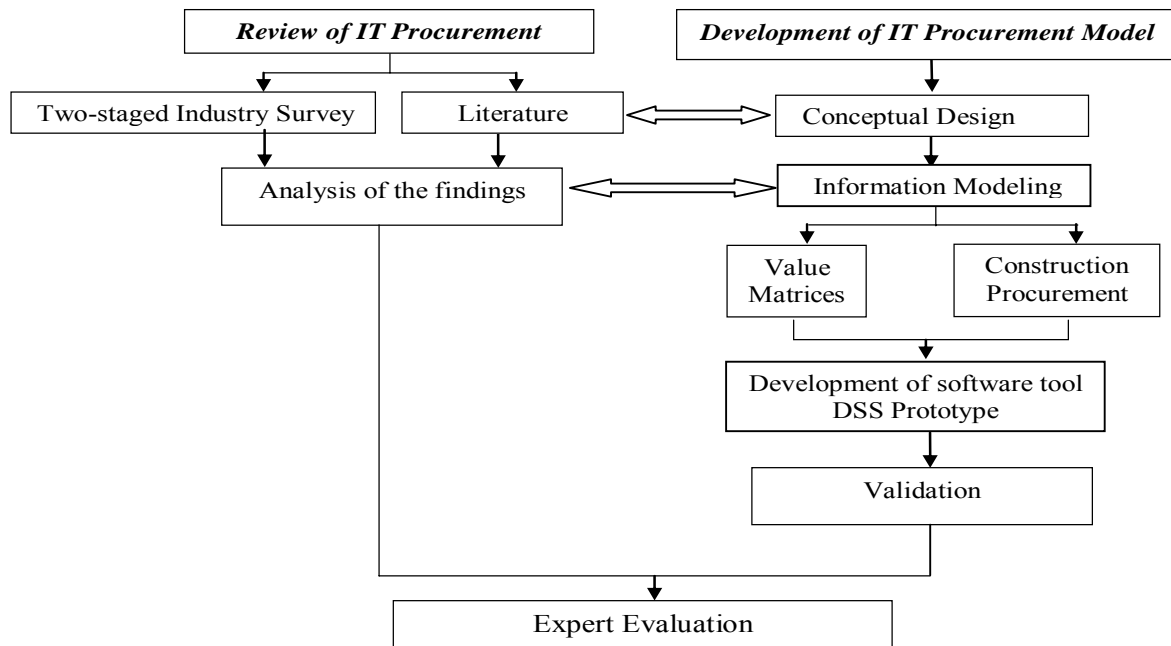 Review of IT Procurement
Development of IT Procurement Model
Two-staged Industry Survey
Literature
Conceptual Design
Analysis of the findings
Information Modeling
Value
Matrices
Construction
Procurement
Development of software tool
DSS Prototype
Validation
Expert Evaluation